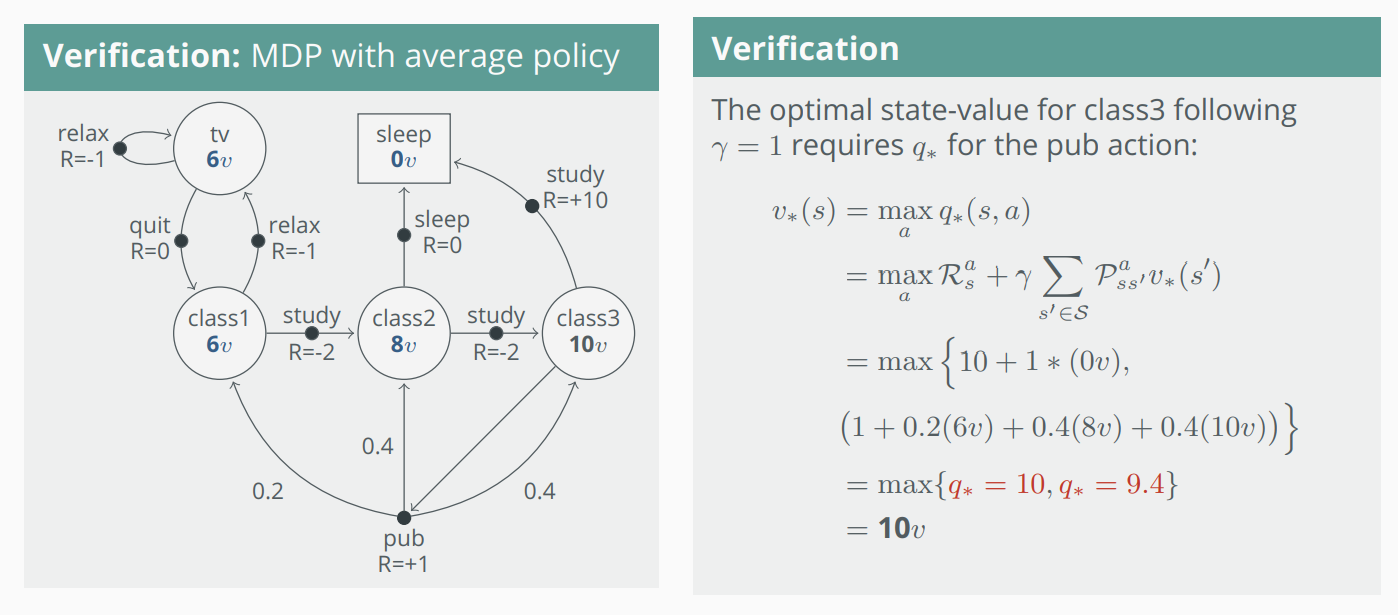 Verification: MDP with average policy
relax
R=-1
tv
6v
sleep
0v
study
R=+10
quit
R=0
relax
R=-1
sleep
R=0
class1
6v
study
R=-2
class2
8v
study
R=-2
class3
10v
0.4
0.2
0.4
pub
R=+1
Verification
The optimal state-value for class3 following
γ = 1 requires q∗ for the pub action:
v∗(s) = max_a q∗(s, a)
= max_a R_s^a + γ ∑_{s′∈S} P_{ss′}^a v∗(s′)
= max { 10 + 1 ∗ (0v),
(1 + 0.2(6v) + 0.4(8v) + 0.4(10v)) }
= max{q∗ = 10, q∗ = 9.4}
= 10v